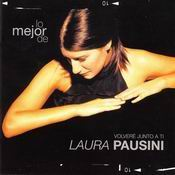 lo
mejor
de
VOLVERÉ JUNTO A TI
LAURA PAUSINI